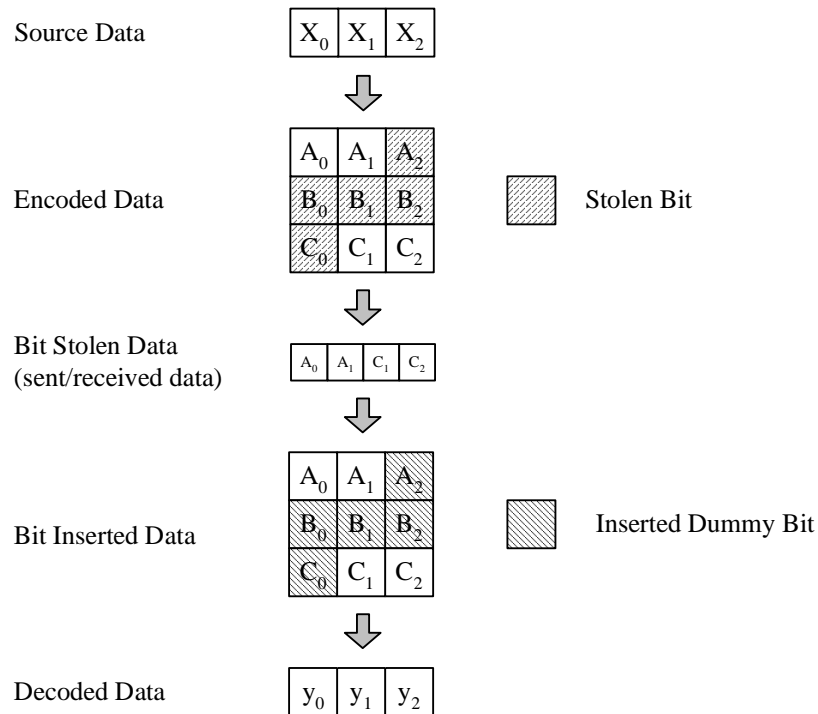 Source Data
X₀ X₁ X₂
A₀ A₁ A₂
Encoded Data
B₀ B₁ B₂
Stolen Bit
C₀ C₁ C₂
Bit Stolen Data
(sent/received data)
A₀ A₁ C₁ C₂
A₀ A₁ A₂
Bit Inserted Data
B₀ B₁ B₂
Inserted Dummy Bit
C₀ C₁ C₂
Decoded Data
y₀ y₁ y₂